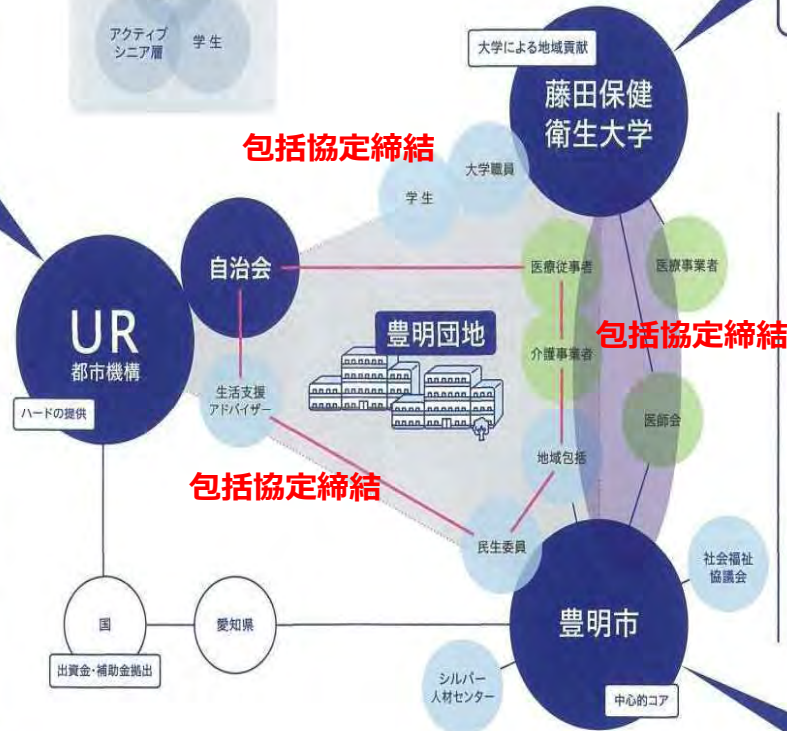 アクティブ
シニア層
学生
大学による地域貢献
藤田保健
衛生大学
包括協定締結
大学職員
学生
自治会
医療従事者
医療事業者
UR
都市機構
豊明団地
包括協定締結
介護事業者
生活支援
アドバイザー
ハードの提供
医師会
地域包括
包括協定締結
民生委員
社会福祉
協議会
国
愛知県
豊明市
出資金・補助金拠出
シルバー
人材センター
中心的コア